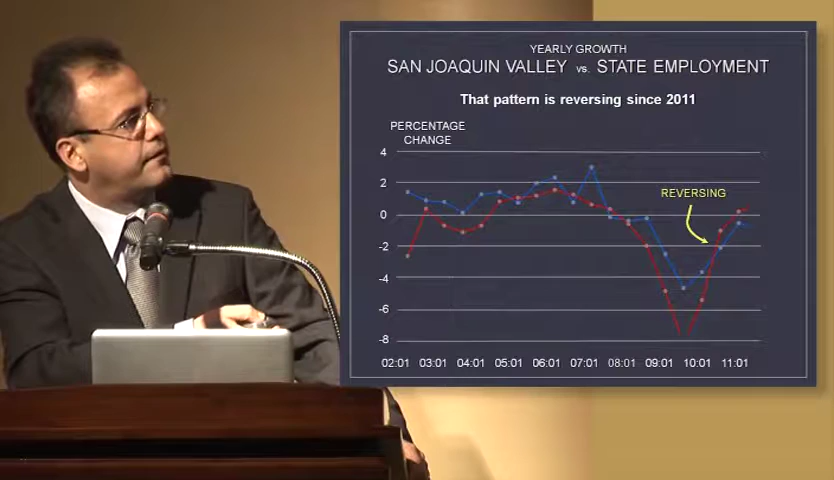 YEARLY GROWTH
SAN JOAQUIN VALLEY vs. STATE EMPLOYMENT
That pattern is reversing since 2011
PERCENTAGE
CHANGE
4
2
REVERSING
0
-2
-4
-6
-8
02:01 03:01 04:01 05:01 06:01 07:01 08:01 09:01 10:01 11:01